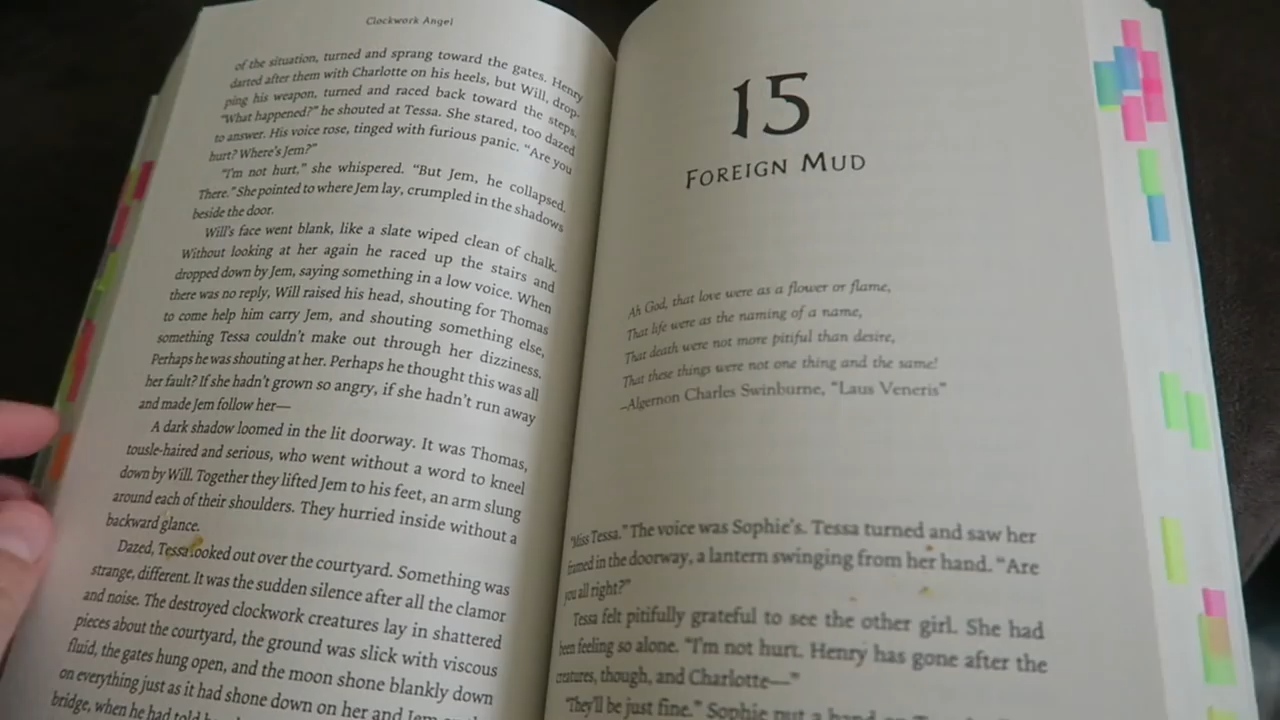 Clockwork Angel
of the situation, turned and sprang toward the gates. Henry
darted after them with Charlotte on his heels, but Will, drop-
ping his weapon, turned and raced back toward the steps.
“What happened?” he shouted at Tessa. She stared, too dazed
to answer. His voice rose, tinged with furious panic. “Are you
hurt? Where’s Jem?”
“I’m not hurt,” she whispered. “But Jem, he collapsed.
There.” She pointed to where Jem lay, crumpled in the shadows
beside the door.
Will’s face went blank, like a slate wiped clean of chalk.
Without looking at her again he raced up the stairs and
dropped down by Jem, saying something in a low voice. When
there was no reply, Will raised his head, shouting for Thomas
to come help him carry Jem, and shouting something else,
something Tessa couldn’t make out through her dizziness.
Perhaps he was shouting at her. Perhaps he thought this was all
her fault? If she hadn’t grown so angry, if she hadn’t run away
and made Jem follow her—
A dark shadow loomed in the lit doorway. It was Thomas,
tousle-haired and serious, who went without a word to kneel
down by Will. Together they lifted Jem to his feet, an arm slung
around each of their shoulders. They hurried inside without a
backward glance.
Dazed, Tessa looked out over the courtyard. Something was
strange, different. It was the sudden silence after all the clamor
and noise. The destroyed clockwork creatures lay in shattered
pieces about the courtyard, the ground was slick with viscous
fluid, the gates hung open, and the moon shone blankly down
on everything just as it had shone down on her and Jem on the
bridge, when he had told
15
Foreign Mud
Ah God, that love were as a flower or flame,
That life were as the naming of a name,
That death were not more pitiful than desire,
That these things were not one thing and the same!
–Algernon Charles Swinburne, “Laus Veneris”
“Miss Tessa.” The voice was Sophie’s. Tessa turned and saw her
framed in the doorway, a lantern swinging from her hand. “Are
you all right?”
Tessa felt pitifully grateful to see the other girl. She had
been feeling so alone. “I’m not hurt. Henry has gone after the
creatures, though, and Charlotte—”
“They’ll be just fine.” Sophie put a hand on